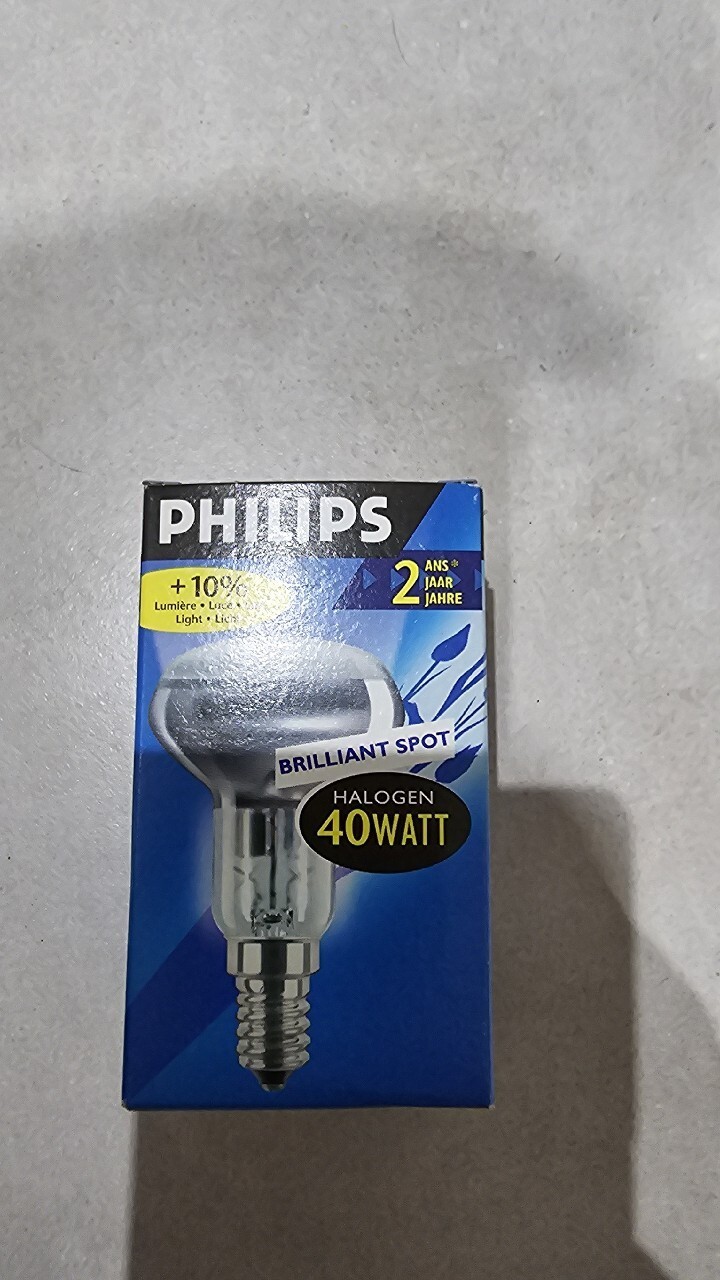 PHILIPS
+10%
Lumière • Luce •
Light •
2 ANS*
JAAR
JAHRE
BRILLIANT SPOT
HALOGEN
40WATT